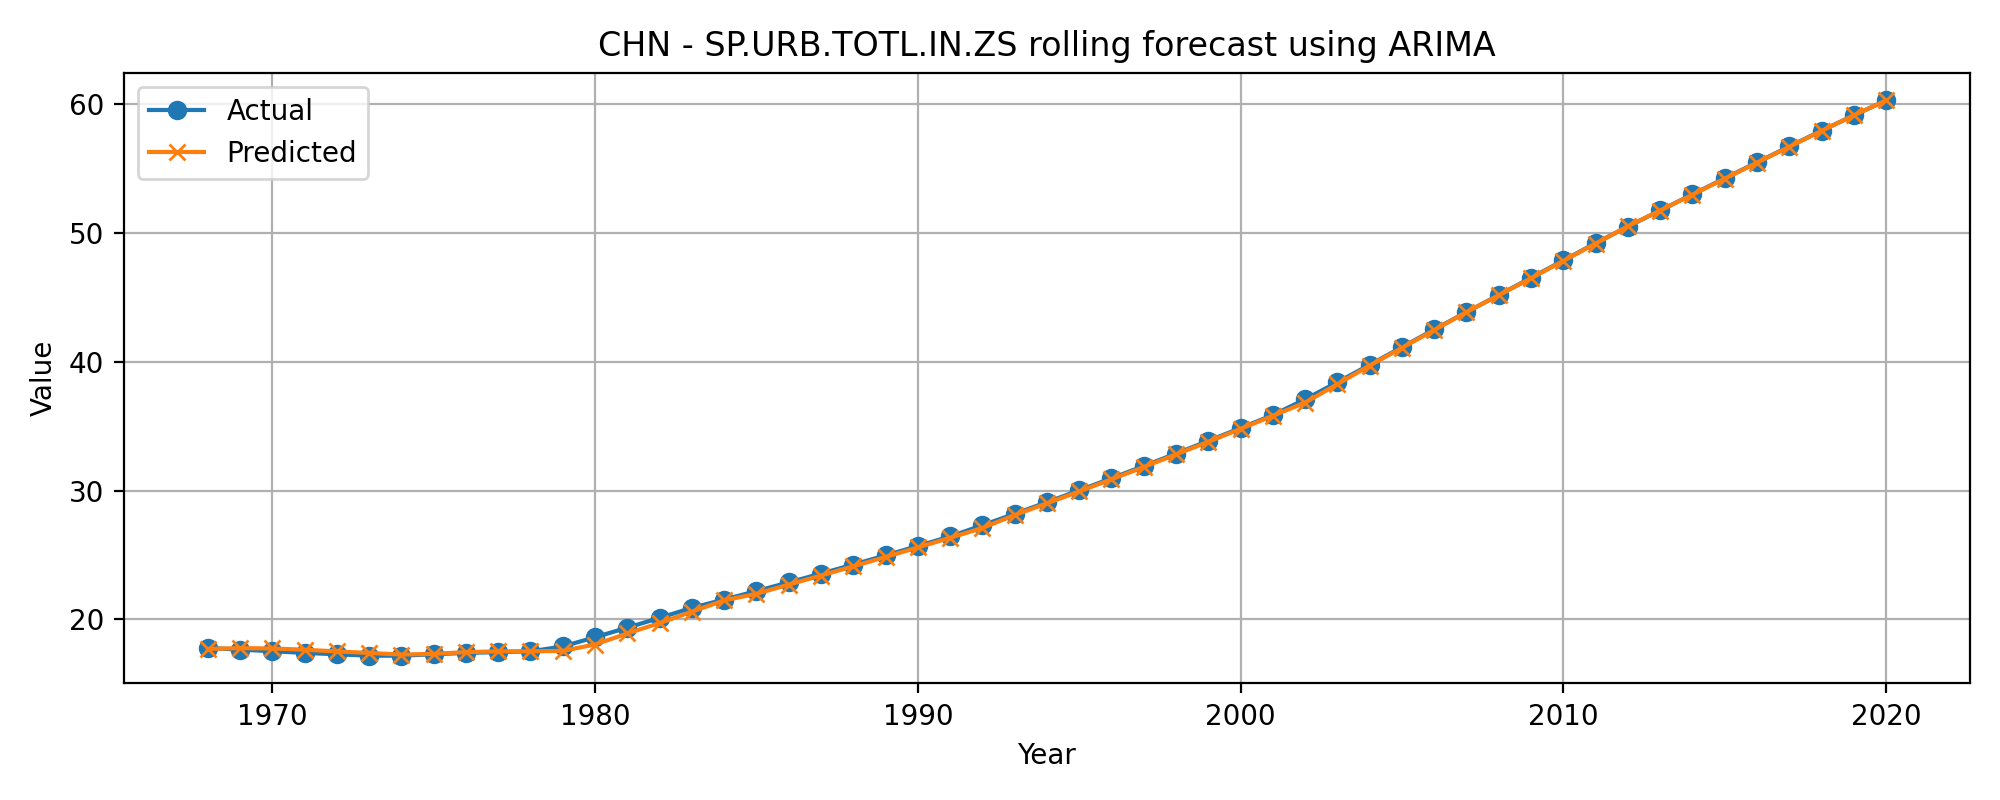 CHN - SP.URB.TOTL.IN.ZS rolling forecast using ARIMA
Actual
Predicted
60
50
40
30
20
Value
1970 1980 1990 2000 2010 2020
Year